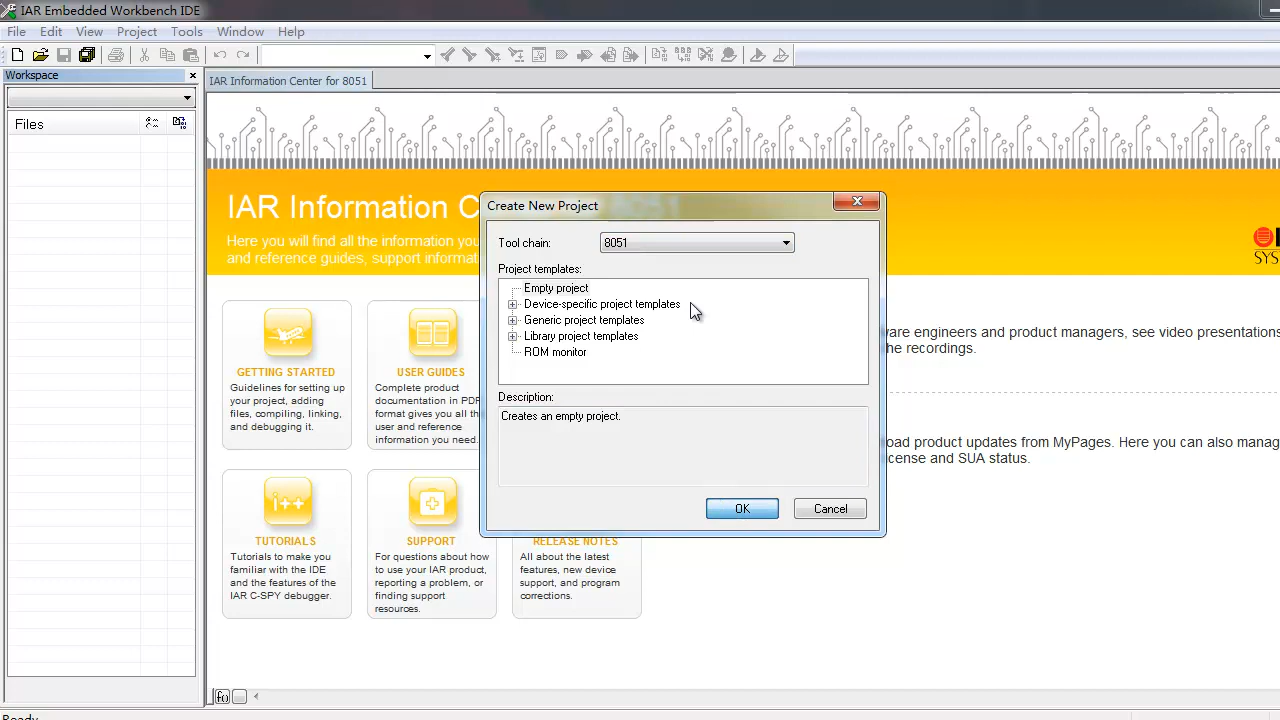 IAR Embedded Workbench IDE
File Edit View Project Tools Window Help
Workspace
IAR Information Center for 8051
Files
IAR Information C
Here you will find all the information you
and reference guides, support informat
SYS
Create New Project
Tool chain:
8051
Project templates:
Empty project
Device-specific project templates
Generic project templates
Library project templates
ROM monitor
Description:
Creates an empty project.
OK
Cancel
GETTING STARTED
Guidelines for setting up
your project, adding
files, compiling, linking,
and debugging it.
USER GUIDES
Complete product
documentation in PDF
format gives you all the
user and reference
information you need.
ware engineers and product managers, see video presentations
he recordings.
oad product updates from MyPages. Here you can also manag
cense and SUA status.
i++
TUTORIALS
Tutorials to make you
familiar with the IDE
and the features of the
IAR C-SPY debugger.
SUPPORT
For questions about how
to use your IAR product,
reporting a problem, or
finding support
resources.
RELEASE NOTES
All about the latest
features, new device
support, and program
corrections.
f()
Ready